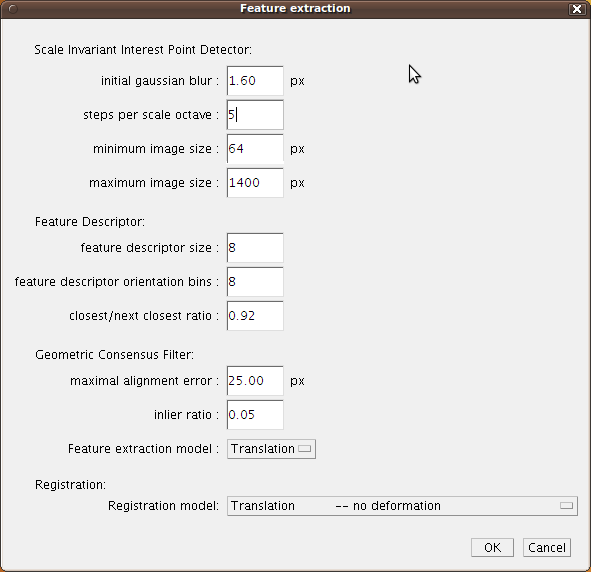 Feature extraction
Scale Invariant Interest Point Detector:
initial gaussian blur : 1.60 px
steps per scale octave : 5
minimum image size : 64 px
maximum image size : 1400 px
Feature Descriptor:
feature descriptor size : 8
feature descriptor orientation bins : 8
closest/next closest ratio : 0.92
Geometric Consensus Filter:
maximal alignment error : 25.00 px
inlier ratio : 0.05
Feature extraction model : Translation
Registration:
Registration model: Translation -- no deformation
OK Cancel